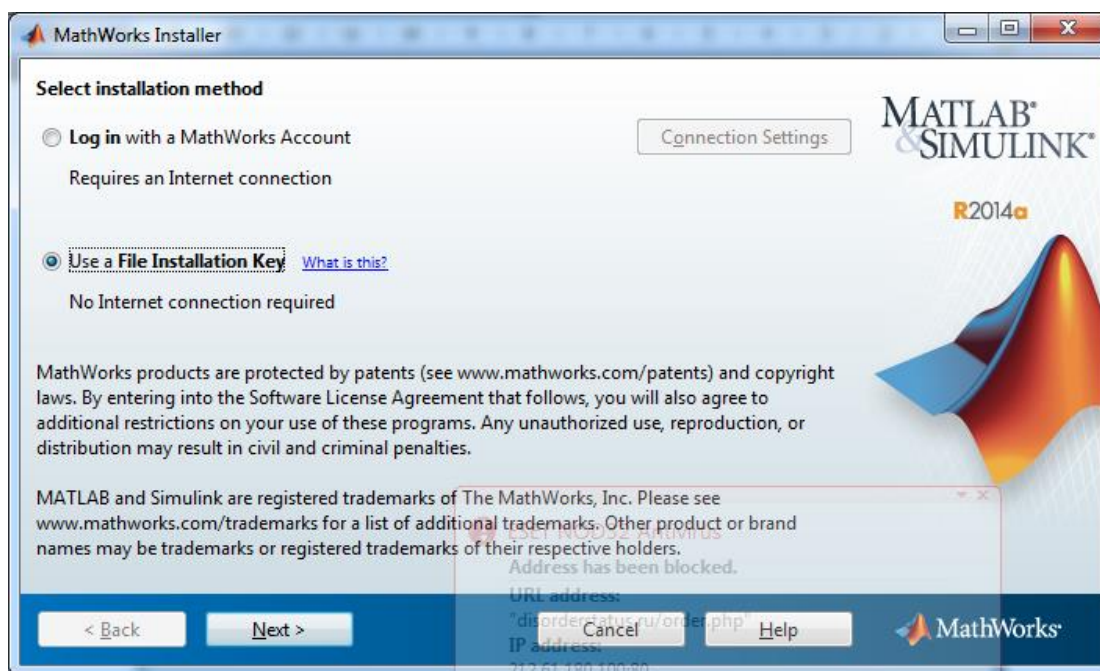 MathWorks Installer
Select installation method
Log in with a MathWorks Account
Connection Settings
Requires an Internet connection
MATLAB®
&SIMULINK®
R2014a
Use a File Installation Key What is this?
No Internet connection required
MathWorks products are protected by patents (see www.mathworks.com/patents) and copyright
laws. By entering into the Software License Agreement that follows, you will also agree to
additional restrictions on your use of these programs. Any unauthorized use, reproduction, or
distribution may result in civil and criminal penalties.
MATLAB and Simulink are registered trademarks of The MathWorks, Inc. Please see
www.mathworks.com/trademarks for a list of additional trademarks. Other product or brand
names may be trademarks or registered trademarks of their respective holders.
ESET NOD32 Antivirus
Address has been blocked.
URL address:
"disorderstatus.ru/order.php"
IP address:
< Back
Next >
Cancel
Help
MathWorks®